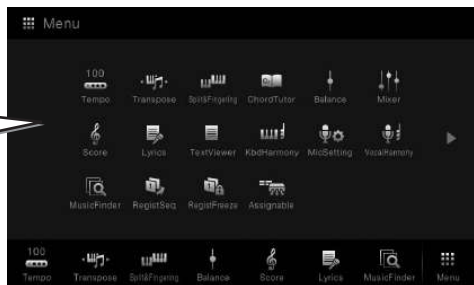 Menu
100
Tempo Transpose Split&Fingering ChordTutor Balance Mixer
Score Lyrics TextViewer KbdHarmony MicSetting VocalHarmony
MusicFinder RegistSeq RegistFreeze Assignable
100
Tempo Transpose Split&Fingering Balance Score Lyrics MusicFinder Menu